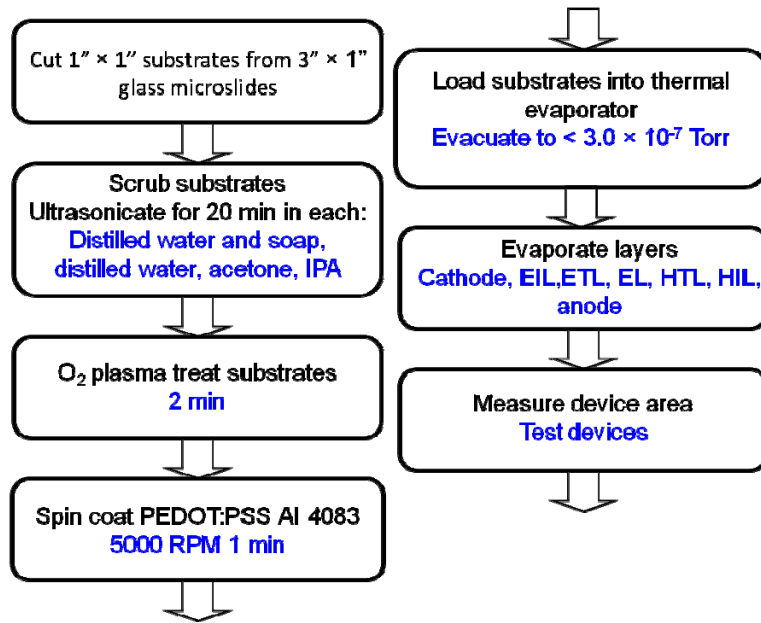 Cut 1” × 1” substrates from 3” × 1”
glass microslides
Scrub substrates
Ultrasonicate for 20 min in each:
Distilled water and soap,
distilled water, acetone, IPA
O₂ plasma treat substrates
2 min
Spin coat PEDOT:PSS AI 4083
5000 RPM 1 min
Load substrates into thermal
evaporator
Evacuate to < 3.0 × 10⁻⁷ Torr
Evaporate layers
Cathode, EIL,ETL, EL, HTL, HIL,
anode
Measure device area
Test devices